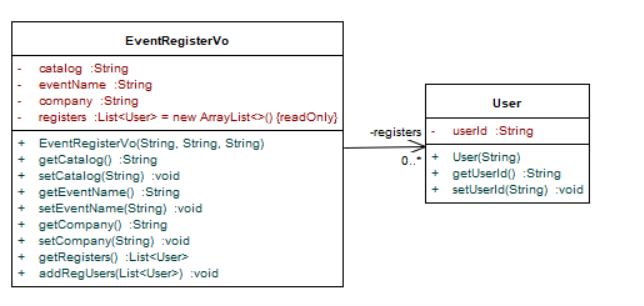 EventRegisterVo
- catalog :String
- eventName :String
- company :String
- registers :List<User> = new ArrayList<>() {readOnly}
+ EventRegisterVo(String, String, String)
+ getCatalog() :String
+ setCatalog(String) :void
+ getEventName() :String
+ setEventName(String) :void
+ getCompany() :String
+ setCompany(String) :void
+ getRegisters() :List<User>
+ addRegUsers(List<User>) :void
-registers
0..*
User
- userId :String
+ User(String)
+ getUserId() :String
+ setUserId(String) :void